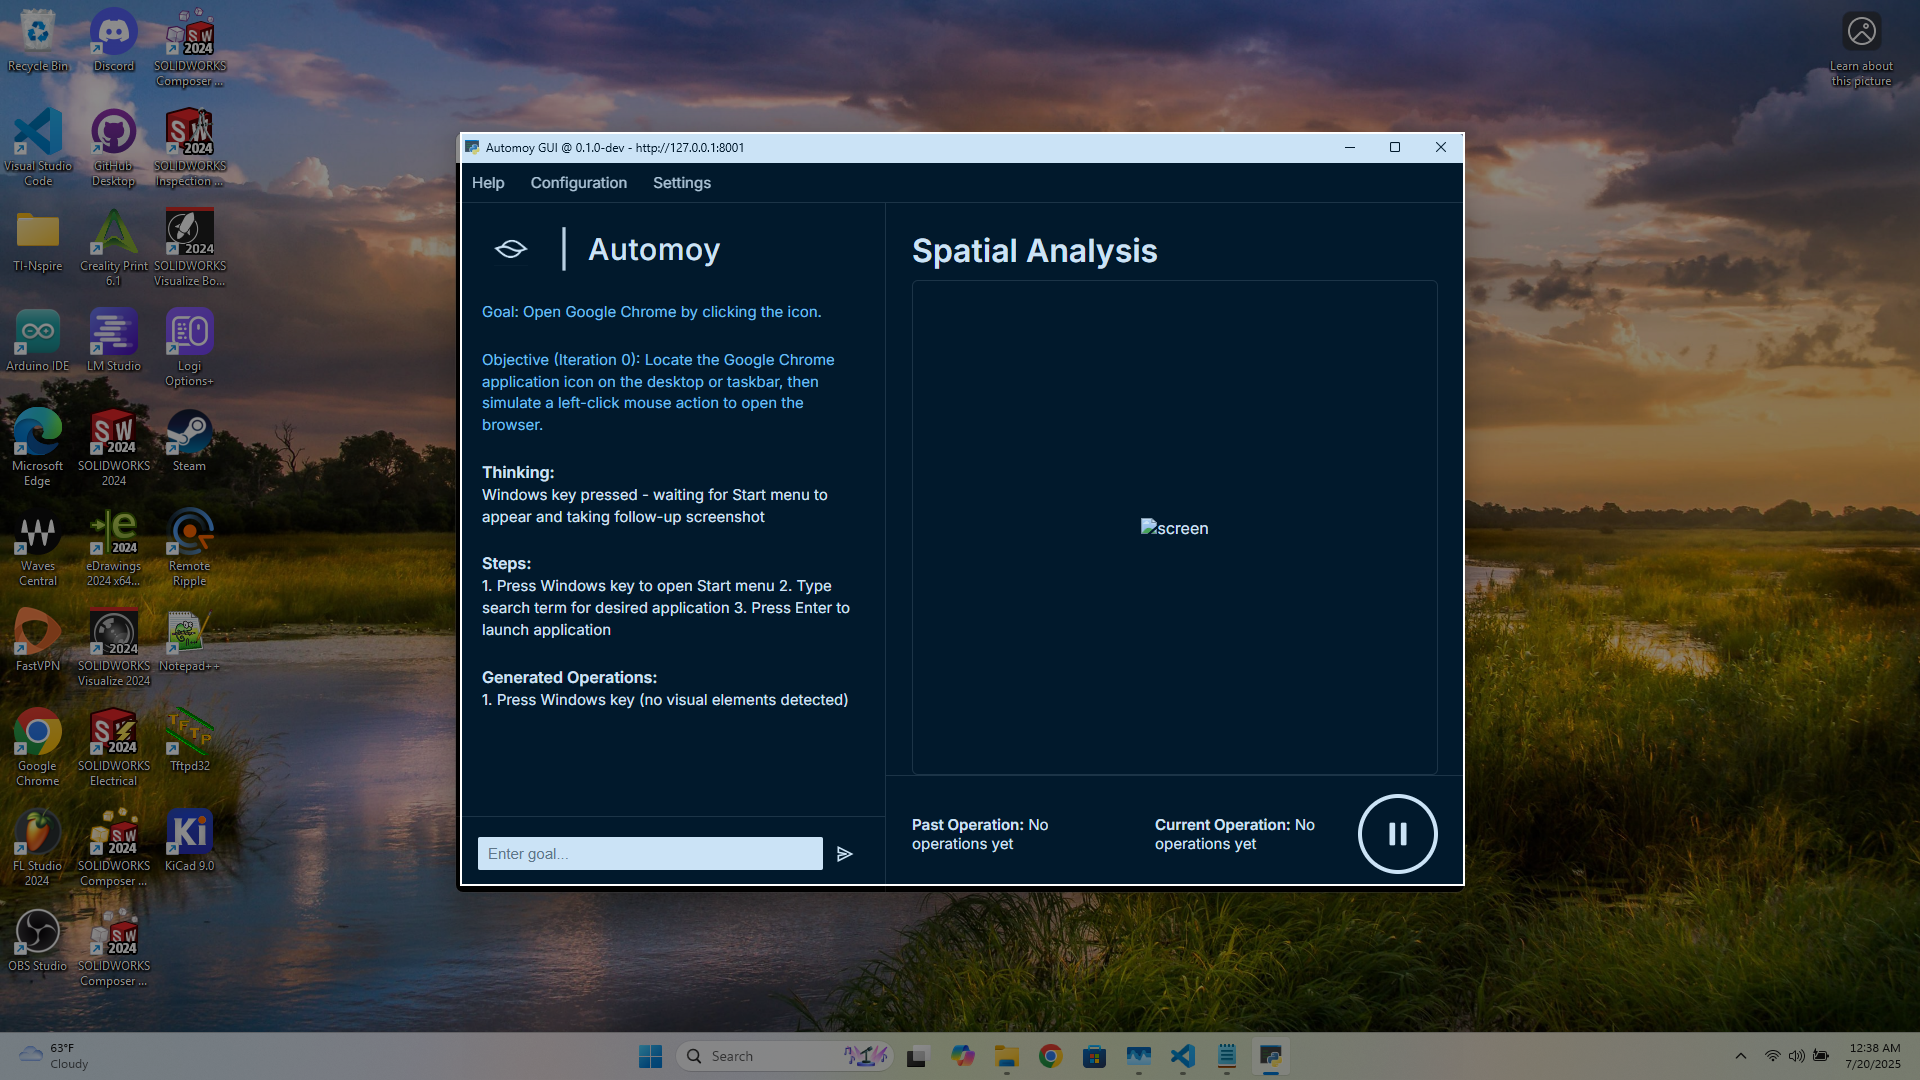 Recycle Bin
Discord
SOLIDWORKS
Composer ...
Visual Studio
Code
GitHub
Desktop
SOLIDWORKS
Inspection ...
TI-Nspire
Creality Print
6.1
SOLIDWORKS
Visualize Bo...
Arduino IDE
LM Studio
Logi
Options+
Microsoft
Edge
SOLIDWORKS
2024
Steam
Waves
Central
eDrawings
2024 x64...
Remote
Ripple
FastVPN
SOLIDWORKS
Visualize 2024
Notepad++
Google
Chrome
SOLIDWORKS
Electrical
Tftpd32
FL Studio
2024
SOLIDWORKS
Composer ...
KiCad 9.0
OBS Studio
SOLIDWORKS
Composer ...
Learn about
this picture
Automoy GUI @ 0.1.0-dev - http://127.0.0.1:8001
Help Configuration Settings
Automoy
Goal: Open Google Chrome by clicking the icon.
Objective (Iteration 0): Locate the Google Chrome
application icon on the desktop or taskbar, then
simulate a left-click mouse action to open the
browser.
Thinking:
Windows key pressed - waiting for Start menu to
appear and taking follow-up screenshot
Steps:
1. Press Windows key to open Start menu 2. Type
search term for desired application 3. Press Enter to
launch application
Generated Operations:
1. Press Windows key (no visual elements detected)
Enter goal...
Spatial Analysis
screen
Past Operation: No
operations yet
Current Operation: No
operations yet
63°F
Cloudy
Search
12:38 AM
7/20/2025